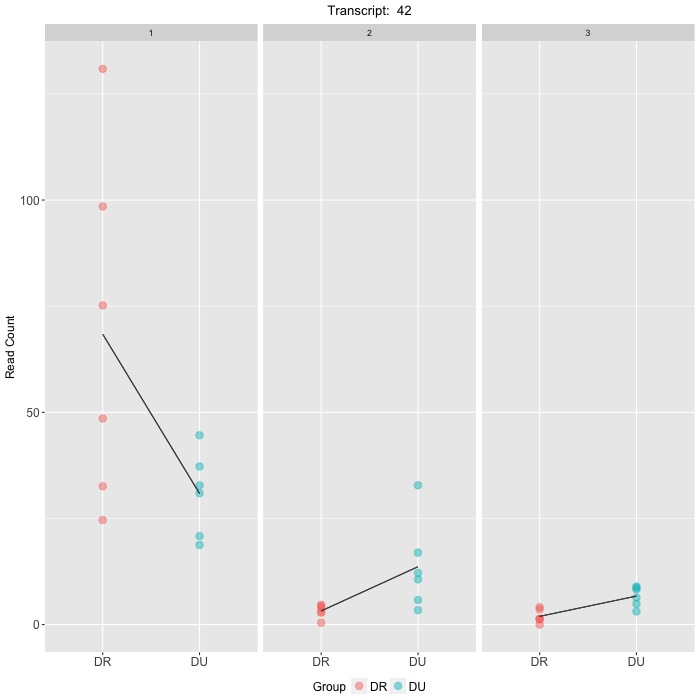 Transcript: 42
1 2 3
Read Count
100
50
0
DR DU DR DU DR DU
Group DR DU